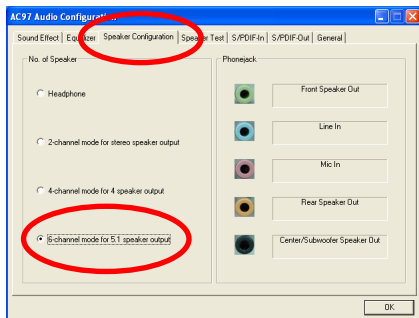 AC97 Audio Configuration
Sound Effect Equalizer Speaker Configuration Speaker Test S/PDIF-In S/PDIF-Out General
No. of Speaker
Headphone
2-channel mode for stereo speaker output
4-channel mode for 4 speaker output
6-channel mode for 5.1 speaker output
Phonejack
Front Speaker Out
Line In
Mic In
Rear Speaker Out
Center/Subwoofer Speaker Out
OK